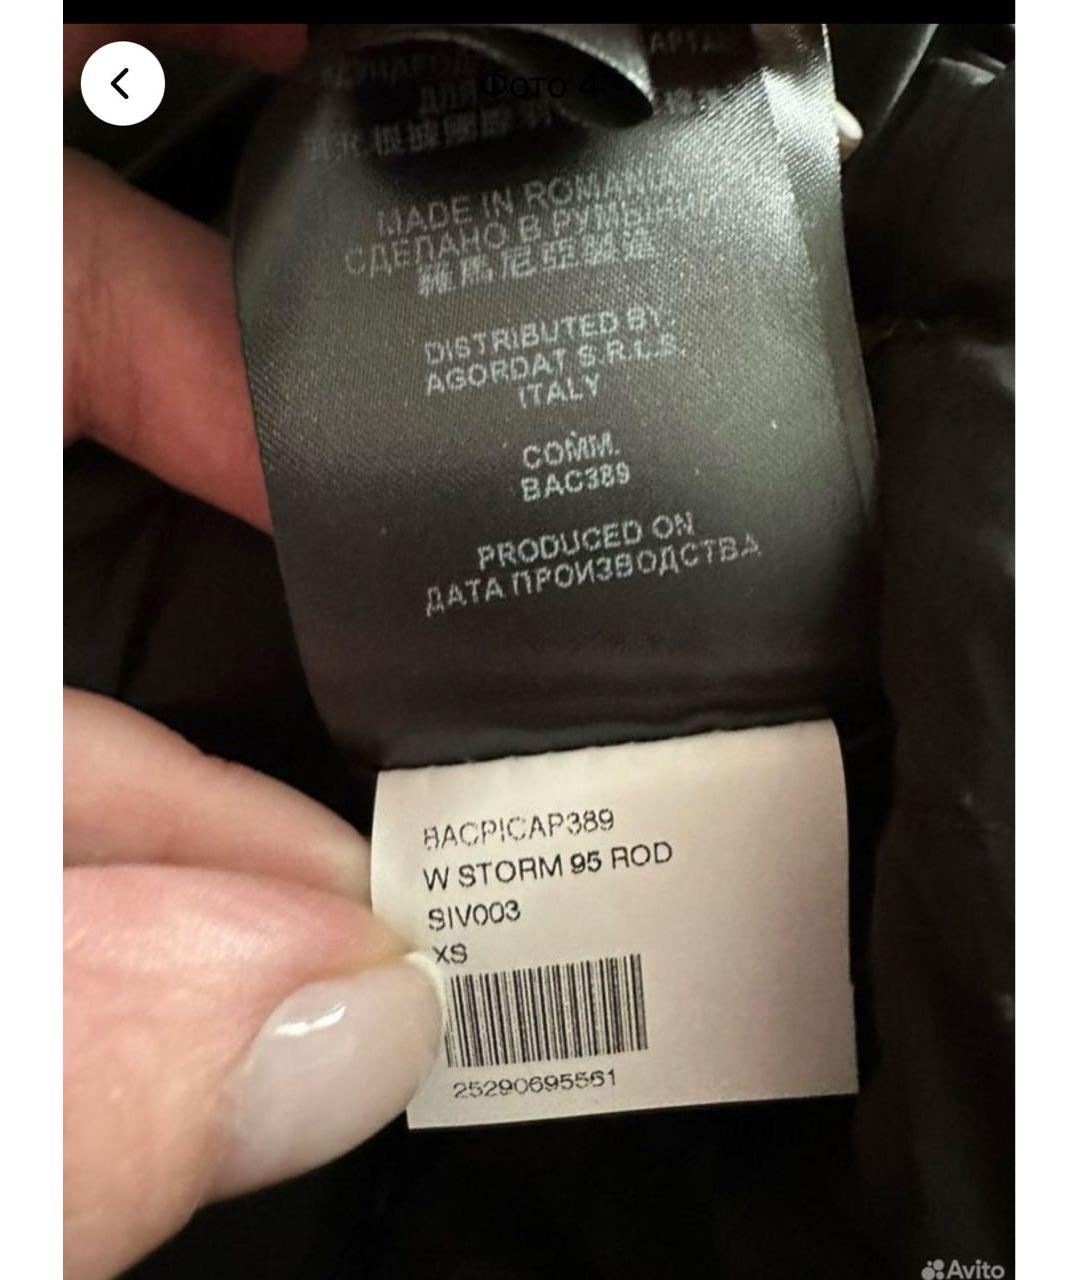 Фото 4
MADE IN ROMANIA
СДЕЛАНО В РУМЫНИИ
羅馬尼亞製造
DISTRIBUTED BY:
AGORDAT S.R.L.S.
ITALY
COMM.
BAC389
PRODUCED ON
ДАТА ПРОИЗВОДСТВА
BACPICAP389
W STORM 95 ROD
SIV003
XS
25290695561
Avito